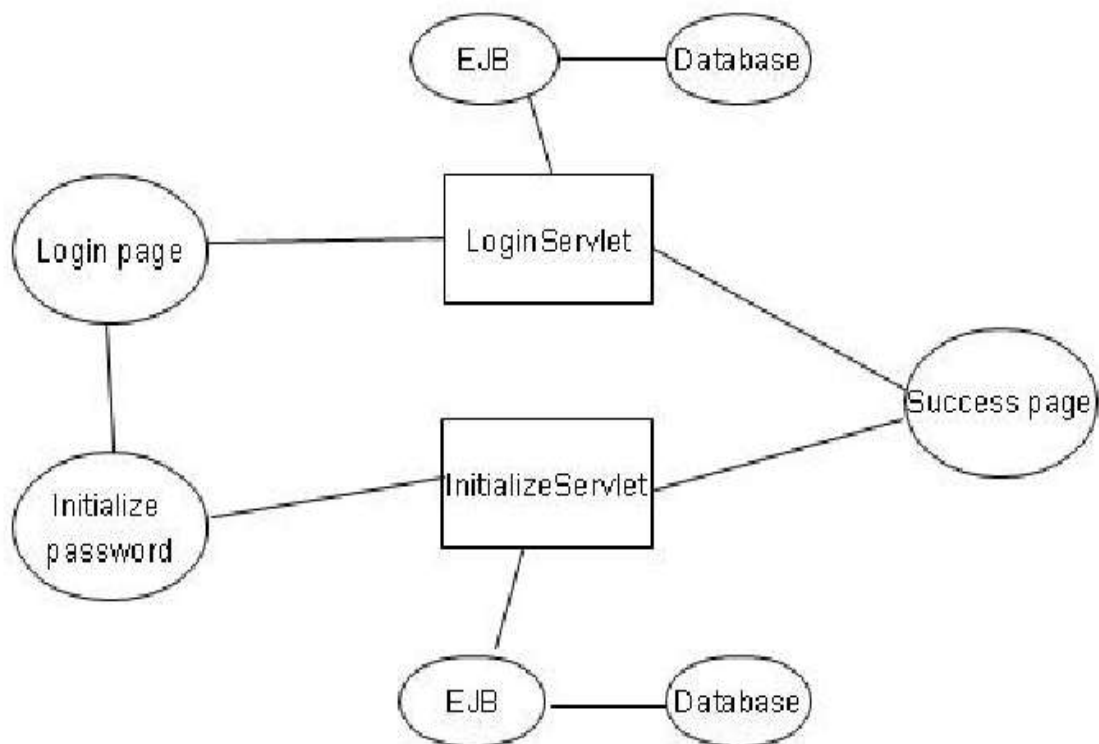 EJB
Database
Login page
LoginServlet
Success page
Initialize
password
InitializeServlet
EJB
Database